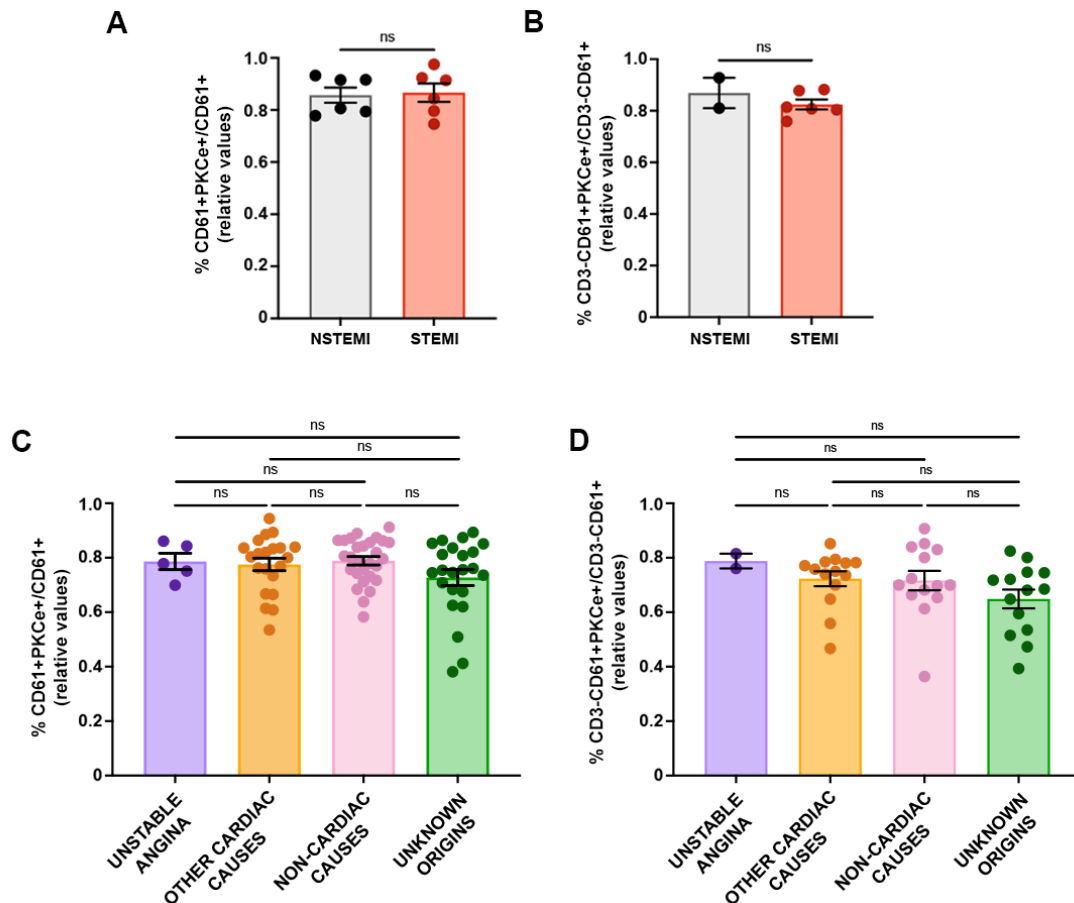 A
ns
% CD61+PKCe+/CD61+
(relative values)
1.0
0.8
0.6
0.4
0.2
0
NSTEMI
STEMI
B
ns
% CD3-CD61+PKCe+/CD3-CD61+
(relative values)
1.0
0.8
0.6
0.4
0.2
0
NSTEMI
STEMI
C
ns
ns
ns
ns
ns
ns
% CD61+PKCe+/CD61+
(relative values)
1.0
0.8
0.6
0.4
0.2
0
UNSTABLE
ANGINA
OTHER CARDIAC
CAUSES
NON-CARDIAC
CAUSES
UNKNOWN
ORIGINS
D
ns
ns
ns
ns
ns
ns
% CD3-CD61+PKCe+/CD3-CD61+
(relative values)
1.0
0.8
0.6
0.4
0.2
0
UNSTABLE
ANGINA
OTHER CARDIAC
CAUSES
NON-CARDIAC
CAUSES
UNKNOWN
ORIGINS